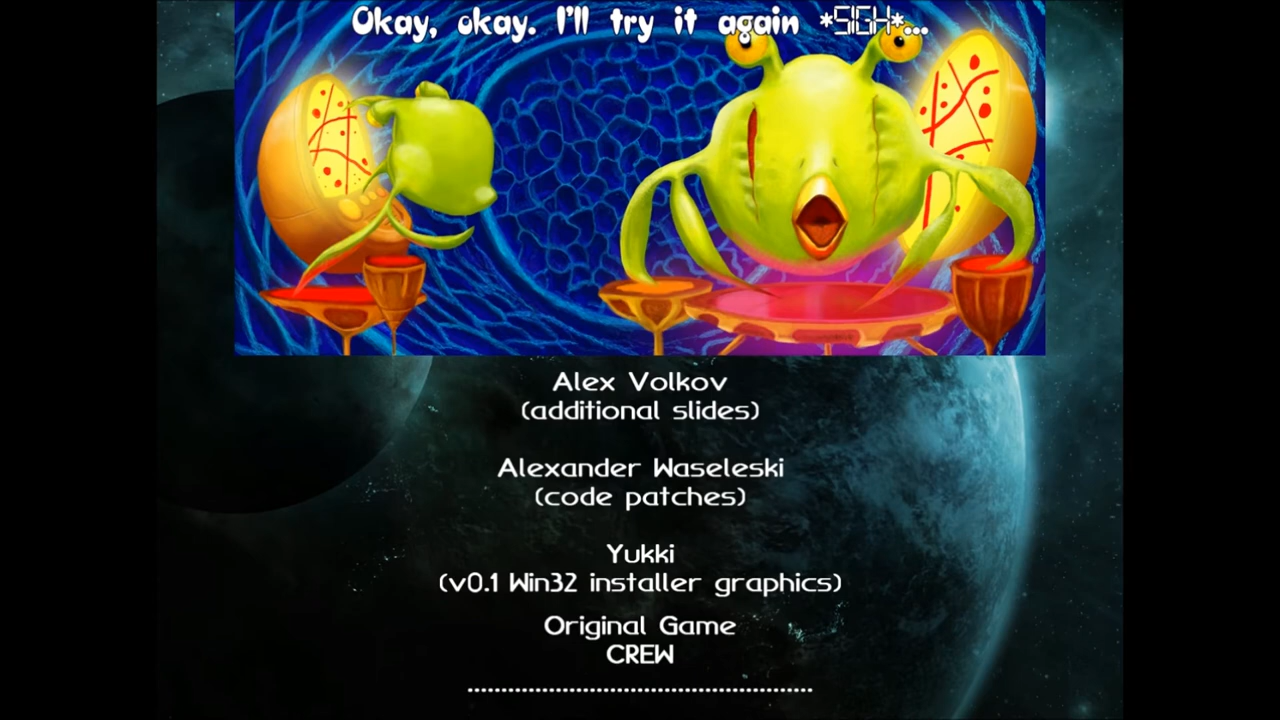 Okay, okay. I'll try it again *SIGH*...
Alex Volkov
(additional slides)
Alexander Waseleski
(code patches)
Yukki
(v0.1 Win32 installer graphics)
Original Game
CREW
...................................................